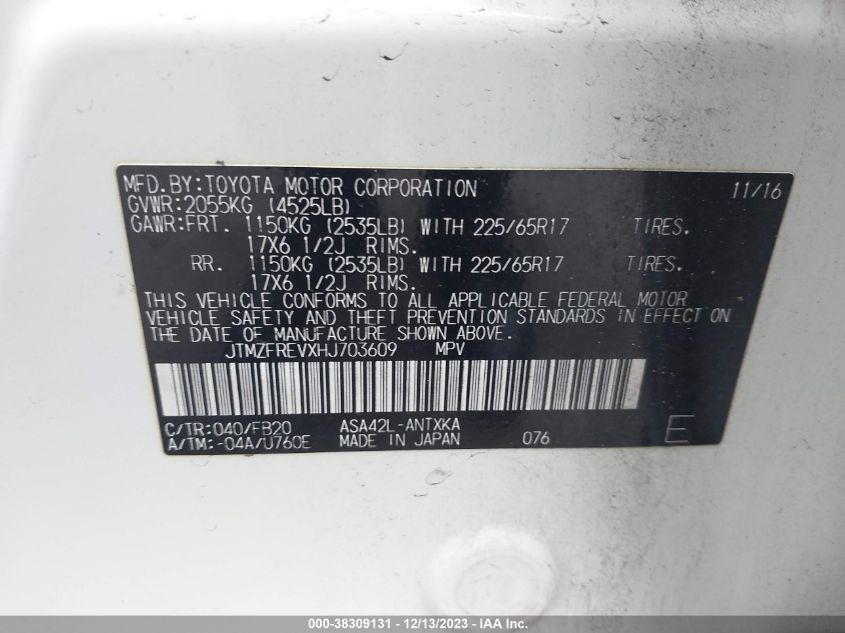 MFD.BY:TOYOTA MOTOR CORPORATION 11/16
GVWR:2055KG (4525LB)
GAWR:FRT. 1150KG (2535LB) WITH 225/65R17 TIRES.
17X6 1/2J RIMS.
RR. 1150KG (2535LB) WITH 225/65R17 TIRES.
17X6 1/2J RIMS.
THIS VEHICLE CONFORMS TO ALL APPLICABLE FEDERAL MOTOR
VEHICLE SAFETY AND THEFT PREVENTION STANDARDS IN EFFECT ON
THE DATE OF MANUFACTURE SHOWN ABOVE.
JTMZFREVXHJ703609 MPV
C/TR:040/FB20 ASA42L-ANTXKA
A/TM:-04A/U760E MADE IN JAPAN 076 E
000-38309131 - 12/13/2023 - IAA Inc.